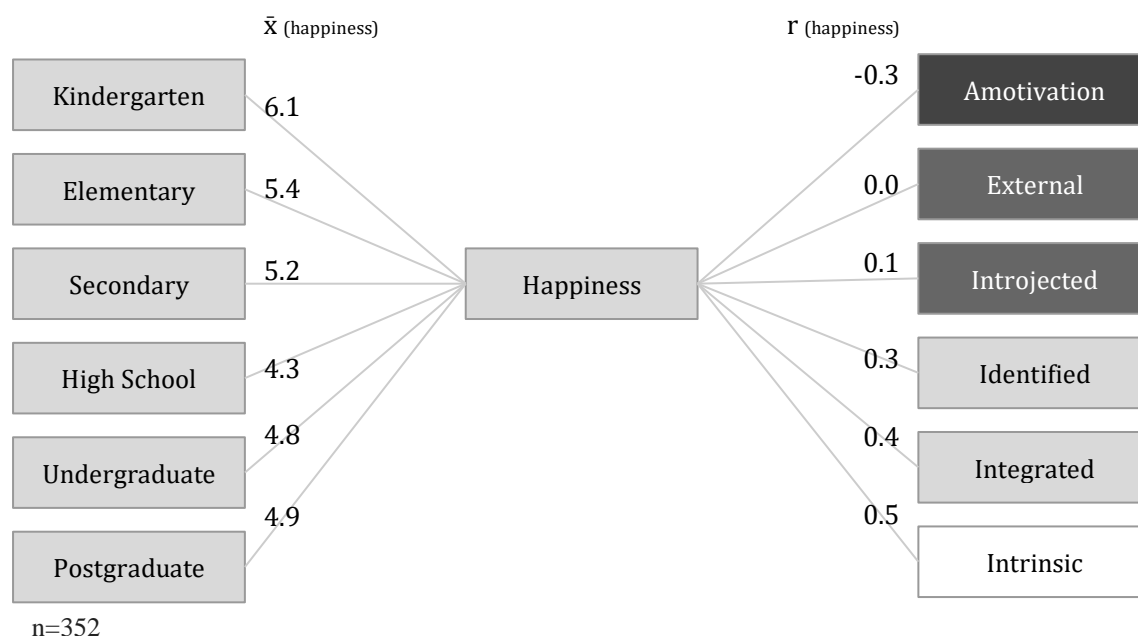 x̄ (happiness)
r (happiness)
Kindergarten
6.1
-0.3
Amotivation
Elementary
5.4
0.0
External
Secondary
5.2
Happiness
0.1
Introjected
High School
4.3
0.3
Identified
Undergraduate
4.8
0.4
Integrated
Postgraduate
4.9
0.5
Intrinsic
n=352